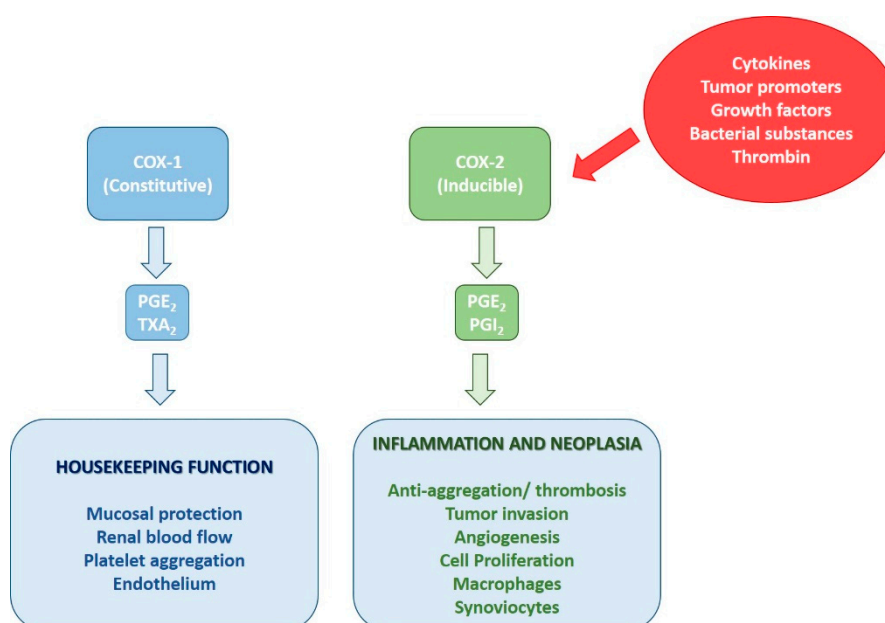 Cytokines
Tumor promoters
Growth factors
Bacterial substances
Thrombin
COX-1
(Constitutive)
COX-2
(Inducible)
PGE₂
TXA₂
PGE₂
PGI₂
HOUSEKEEPING FUNCTION
Mucosal protection
Renal blood flow
Platelet aggregation
Endothelium
INFLAMMATION AND NEOPLASIA
Anti-aggregation/ thrombosis
Tumor invasion
Angiogenesis
Cell Proliferation
Macrophages
Synoviocytes